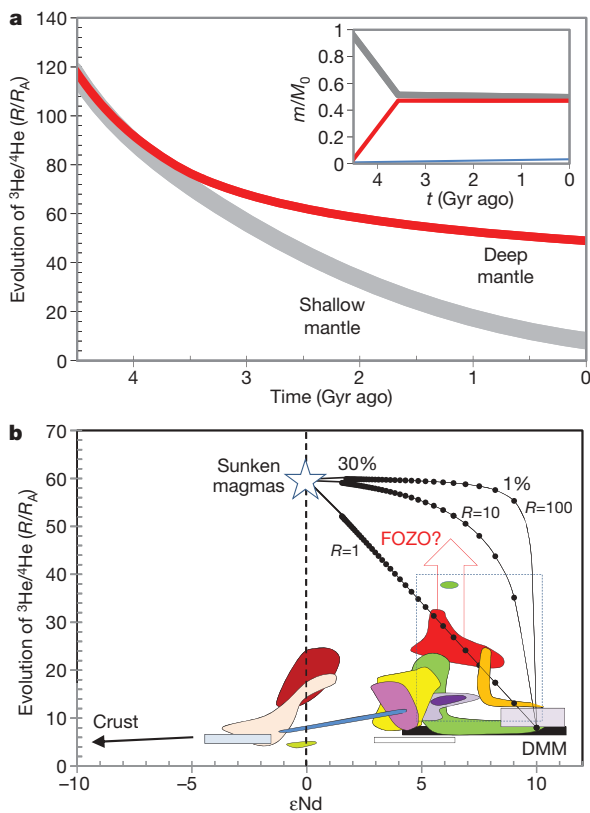 a
140
120
100
80
60
40
20
0
Evolution of ³He/⁴He (R/R_A)
4
3
2
1
0
Time (Gyr ago)
Deep
mantle
Shallow
mantle
1
0.8
0.6
0.4
0.2
0
m/M₀
4
3
2
1
0
t (Gyr ago)
b
70
60
50
40
30
20
10
0
Evolution of ³He/⁴He (R/R_A)
Sunken
magmas
30%
1%
R=100
R=10
R=1
FOZO?
Crust
DMM
−10
−5
0
5
10
εNd